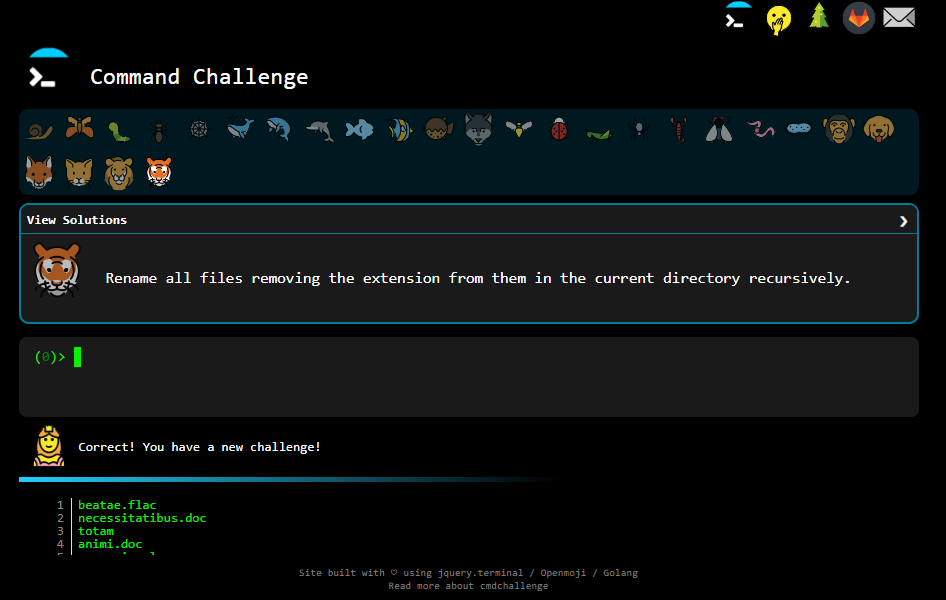 Command Challenge
View Solutions
Rename all files removing the extension from them in the current directory recursively.
(0)>
Correct! You have a new challenge!
1 beatae.flac
2 necessitatibus.doc
3 totam
4 animi.doc
Site built with ♡ using jquery.terminal / Openmoji / Golang
Read more about cmdchallenge